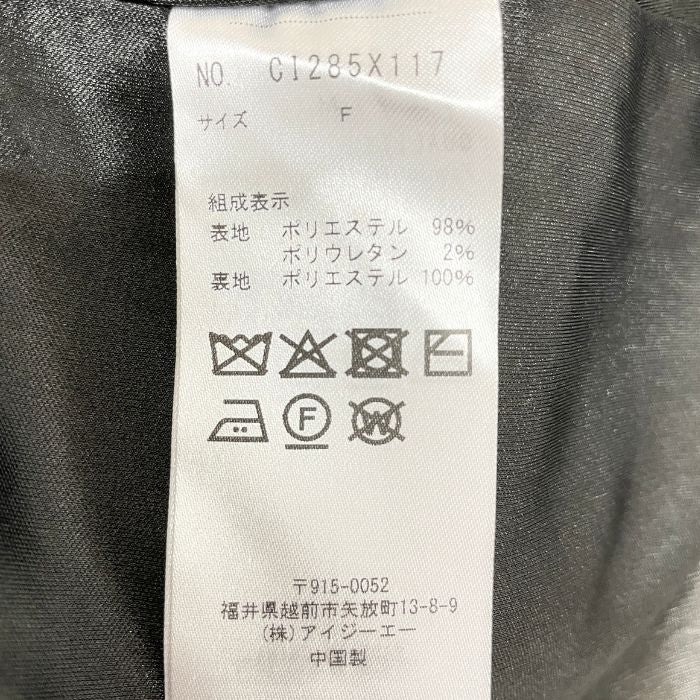 NO. CI285X117
サイズ F
組成表示
表地 ポリエステル 98%
ポリウレタン 2%
裏地 ポリエステル 100%
F
W
〒915-0052
福井県越前市矢放町13-8-9
(株)アイジーエー
中国製